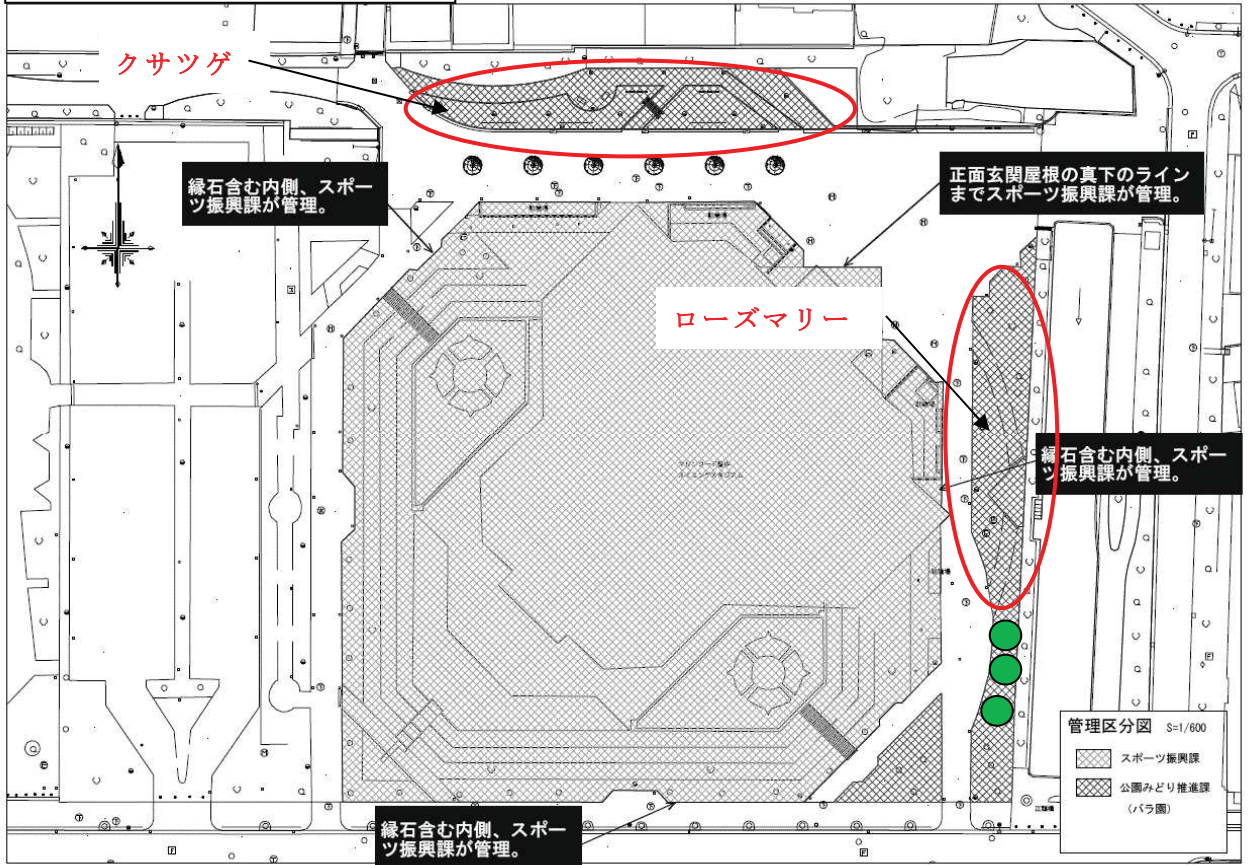 クサツゲ
縁石含む内側、スポー
ツ振興課が管理。
正面玄関屋根の真下のライン
までスポーツ振興課が管理。
ローズマリー
縁石含む内側、スポー
ツ振興課が管理。
管理区分図 S=1/600
スポーツ振興課
公園みどり推進課
(バラ園)
縁石含む内側、スポー
ツ振興課が管理。